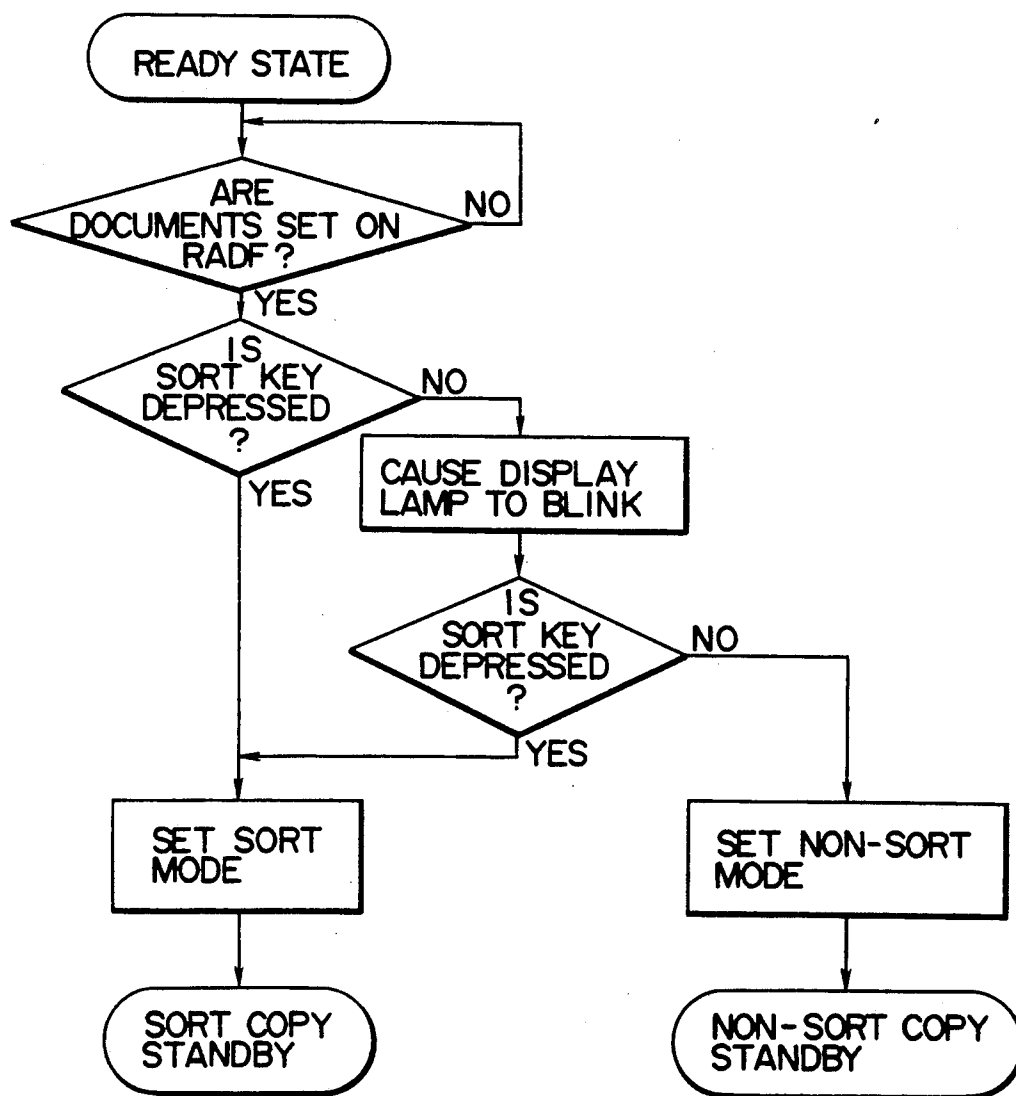 READY STATE
ARE
DOCUMENTS SET ON
RADF?
NO
YES
IS
SORT KEY
DEPRESSED
?
NO
YES
CAUSE DISPLAY
LAMP TO BLINK
IS
SORT KEY
DEPRESSED
?
NO
YES
SET SORT
MODE
SET NON-SORT
MODE
SORT COPY
STANDBY
NON-SORT COPY
STANDBY